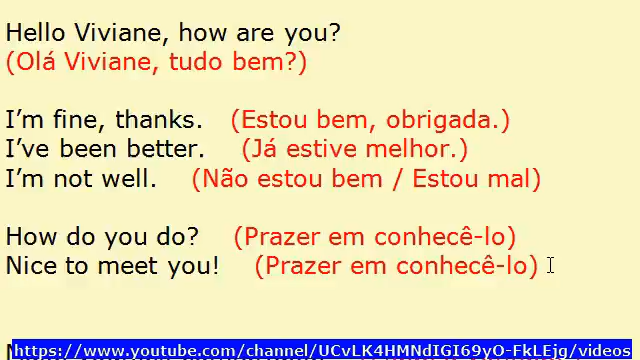 Hello Viviane, how are you?
(Olá Viviane, tudo bem?)
I'm fine, thanks. (Estou bem, obrigada.)
I've been better. (Já estive melhor.)
I'm not well. (Não estou bem / Estou mal)
How do you do? (Prazer em conhecê-lo)
Nice to meet you! (Prazer em conhecê-lo)
https://www.youtube.com/channel/UCvLK4HMNdIGI69yO-FkLEjg/videos